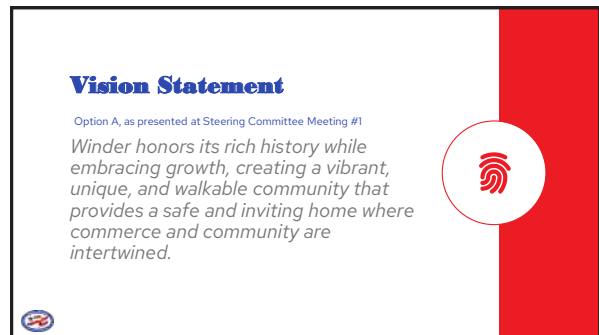 Vision Statement
Option A, as presented at Steering Committee Meeting #1
Winder honors its rich history while
embracing growth, creating a vibrant,
unique, and walkable community that
provides a safe and inviting home where
commerce and community are
intertwined.